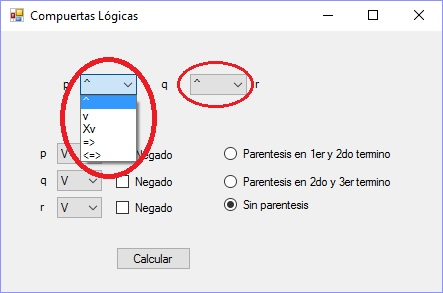 Compuertas Lógicas
p ^ q ^ r
^
v
Xv
=>
<=>
p V Negado Parentesis en 1er y 2do termino
q V Negado Parentesis en 2do y 3er termino
r V Negado Sin parentesis
Calcular